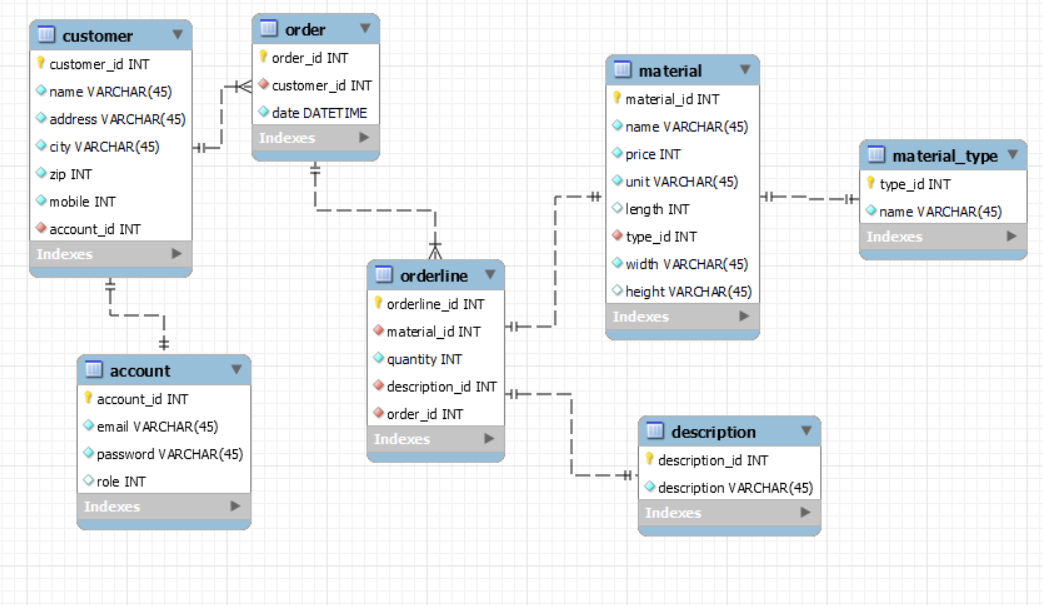 customer
customer_id INT
name VARCHAR(45)
address VARCHAR(45)
city VARCHAR(45)
zip INT
mobile INT
account_id INT
Indexes
order
order_id INT
customer_id INT
date DATETIME
Indexes
material
material_id INT
name VARCHAR(45)
price INT
unit VARCHAR(45)
length INT
type_id INT
width VARCHAR(45)
height VARCHAR(45)
Indexes
material_type
type_id INT
name VARCHAR(45)
Indexes
orderline
orderline_id INT
material_id INT
quantity INT
description_id INT
order_id INT
Indexes
account
account_id INT
email VARCHAR(45)
password VARCHAR(45)
role INT
Indexes
description
description_id INT
description VARCHAR(45)
Indexes